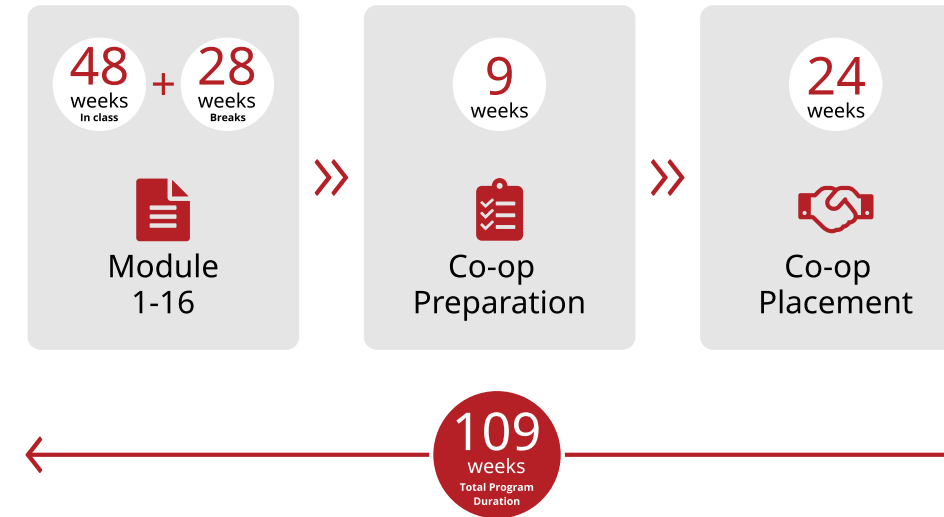 48
weeks
In class
+
28
weeks
Breaks
Module
1-16
9
weeks
Co-op
Preparation
24
weeks
Co-op
Placement
109
weeks
Total Program
Duration